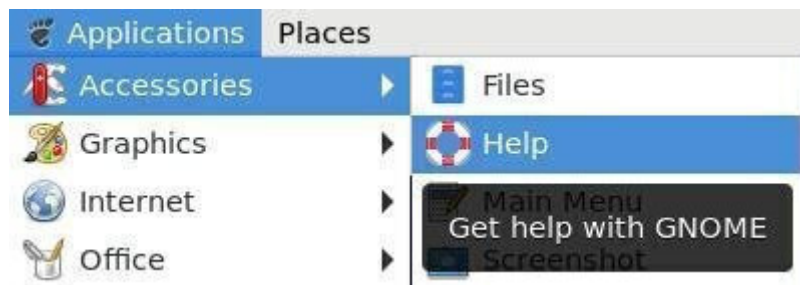 Applications Places
Accessories
Files
Graphics
Help
Internet
Main Menu
Get help with GNOME
Office
Screenshot